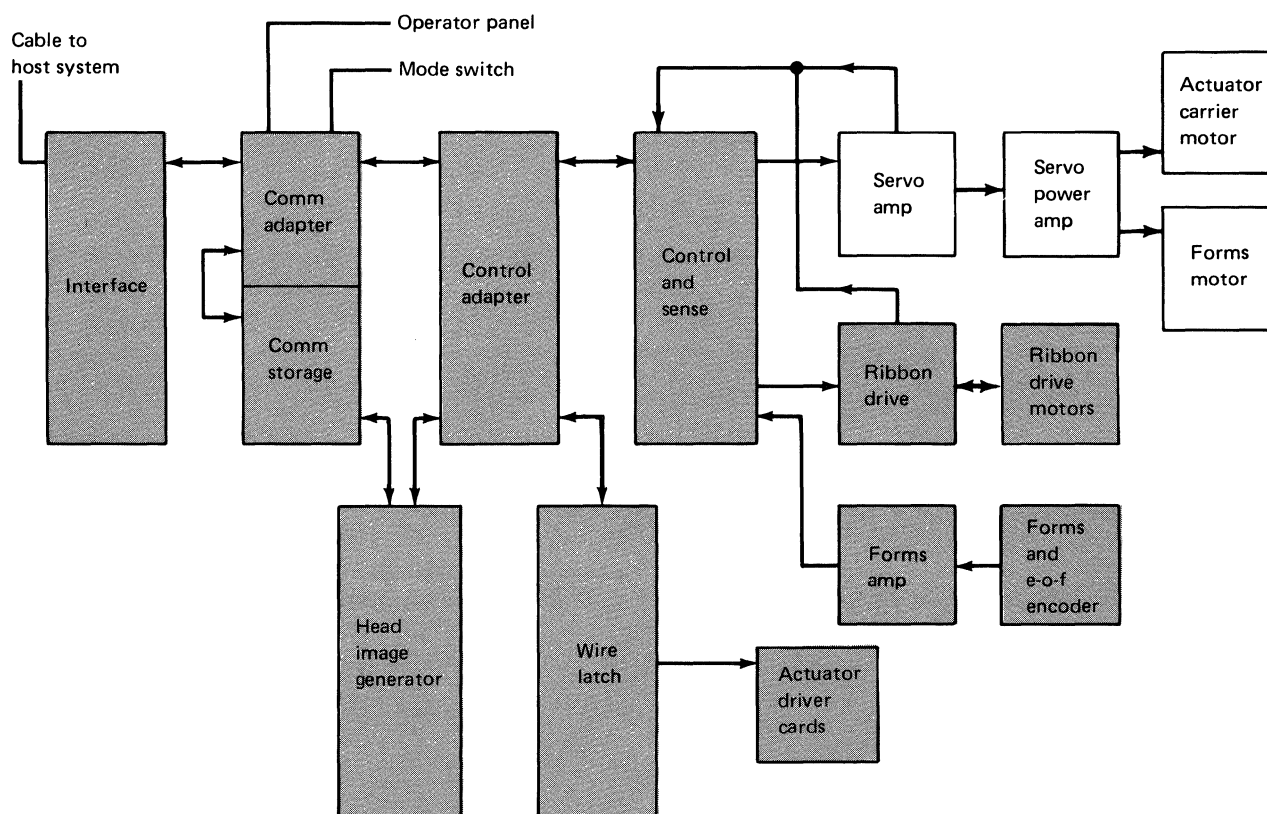 Operator panel
Cable to
host system
Mode switch
Actuator
carrier
motor
Servo
amp
Servo
power
amp
Comm
adapter
Interface
Control
adapter
Control
and
sense
Forms
motor
Comm
storage
Ribbon
drive
Ribbon
drive
motors
Forms
amp
Forms
and
e-o-f
encoder
Head
image
generator
Wire
latch
Actuator
driver
cards